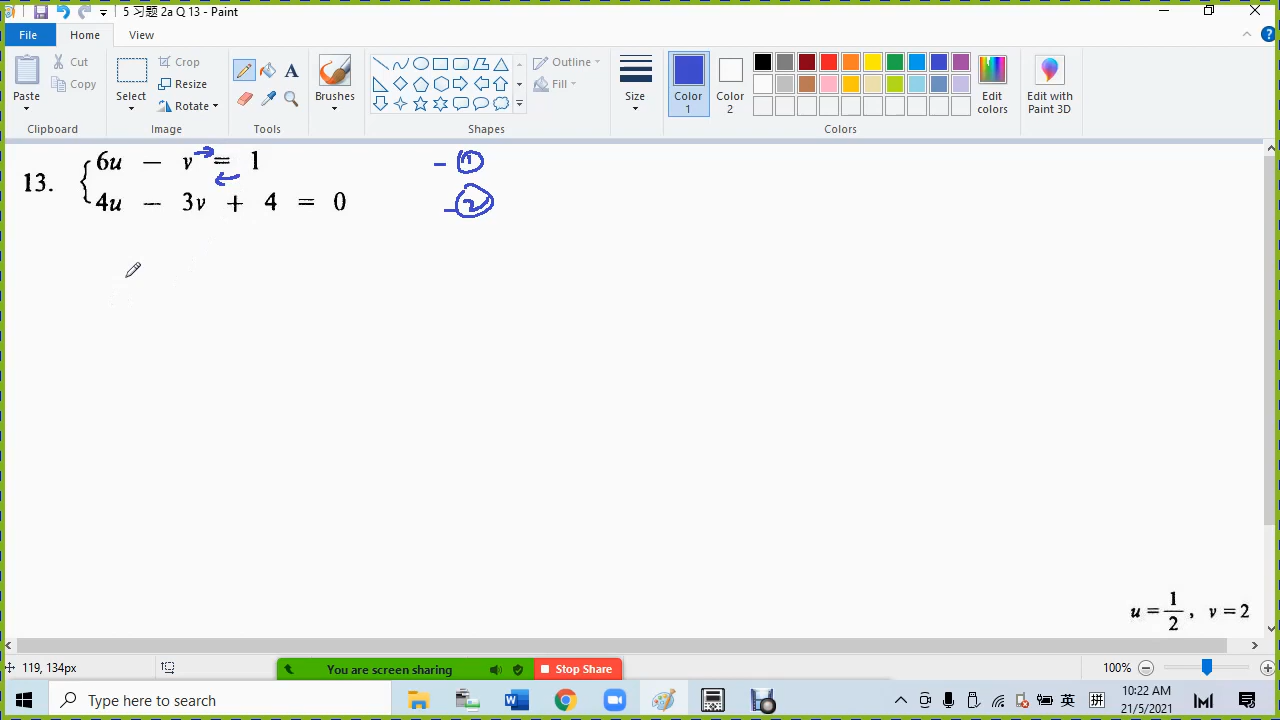 5 习题 2a Q 13 - Paint
File Home View
Paste
Cut
Copy
Clipboard
Select
Crop
Resize
Rotate
Image
A
Tools
Brushes
Shapes
Outline
Fill
Size
Color 1
Color 2
Edit colors
Colors
Edit with Paint 3D
13.
6u − v = 1 - ①
4u − 3v + 4 = 0 - ②
u = 1/2 , v = 2
119, 134px
100%
You are screen sharing
Stop Share
Type here to search
英
拼
10:22 AM
21/5/2021